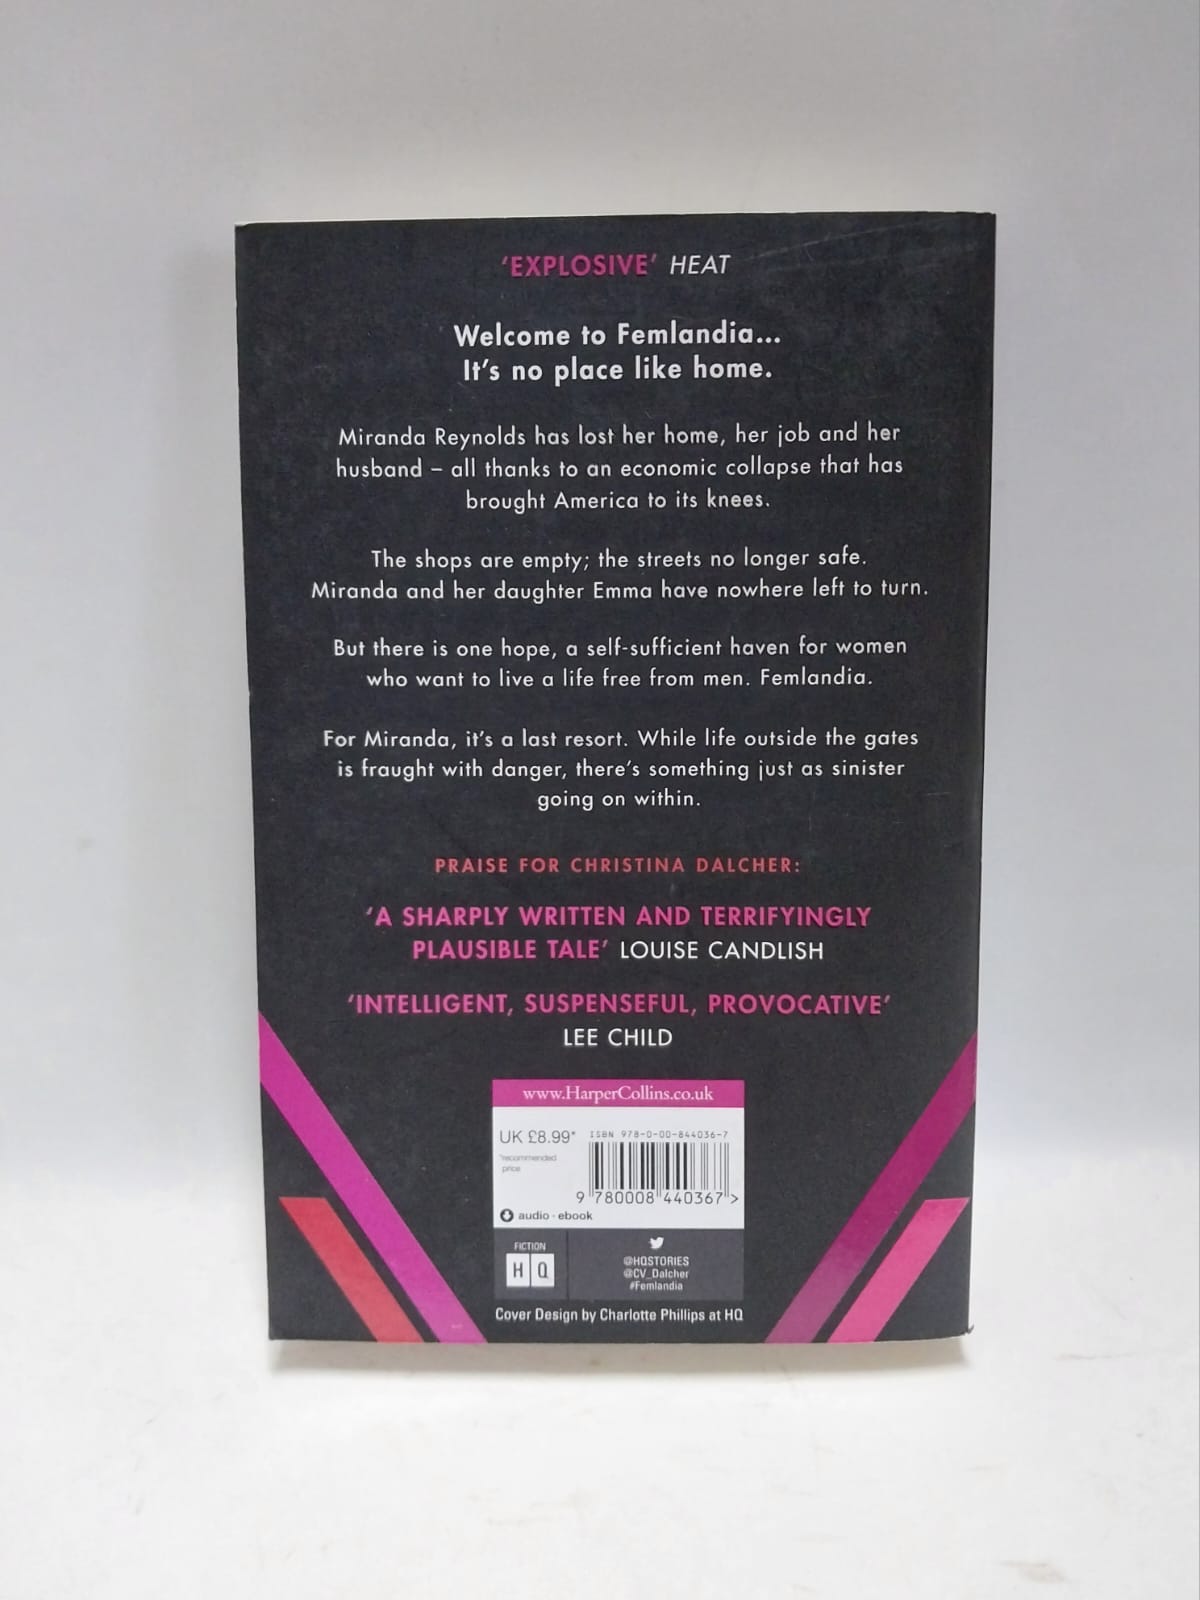 ‘EXPLOSIVE’ HEAT
Welcome to Femlandia...
It’s no place like home.
Miranda Reynolds has lost her home, her job and her
husband – all thanks to an economic collapse that has
brought America to its knees.
The shops are empty; the streets no longer safe.
Miranda and her daughter Emma have nowhere left to turn.
But there is one hope, a self-sufficient haven for women
who want to live a life free from men. Femlandia.
For Miranda, it’s a last resort. While life outside the gates
is fraught with danger, there’s something just as sinister
going on within.
PRAISE FOR CHRISTINA DALCHER:
‘A SHARPLY WRITTEN AND TERRIFYINGLY
PLAUSIBLE TALE’ LOUISE CANDLISH
‘INTELLIGENT, SUSPENSEFUL, PROVOCATIVE’
LEE CHILD
www.HarperCollins.co.uk
UK £8.99*
*recommended
price
ISBN 978-0-00-844036-7
9 780008 440367 >
audio · ebook
FICTION
H Q
@HQSTORIES
@CV_Dalcher
#Femlandia
Cover Design by Charlotte Phillips at HQ